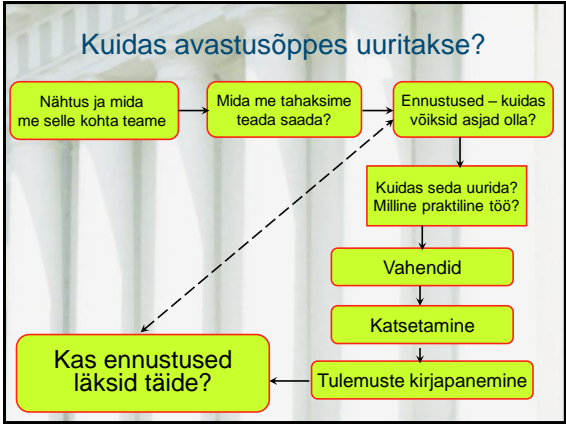 Kuidas avastusõppes uuritakse?
Nähtus ja mida
me selle kohta teame
Mida me tahaksime
teada saada?
Ennustused – kuidas
võiksid asjad olla?
Kuidas seda uurida?
Milline praktiline töö?
Vahendid
Katsetamine
Tulemuste kirjapanemine
Kas ennustused
läksid täide?